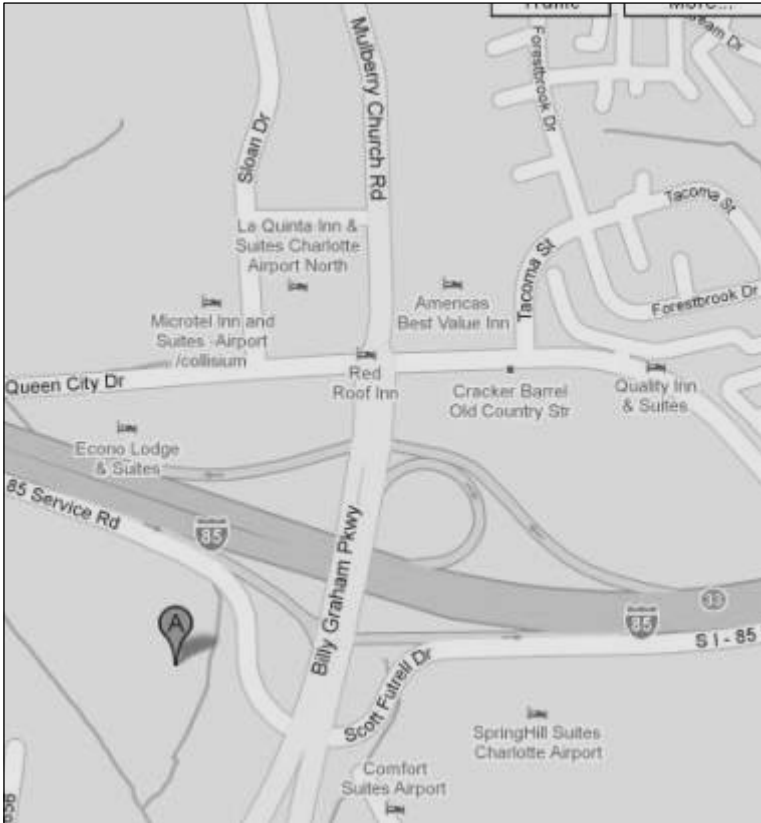 Traffic
More...
Mulberry Church Rd
Forestbrook Dr
Sloan Dr
Tacoma St
La Quinta Inn &
Suites Charlotte
Airport North
Tacoma St
Americas
Best Value Inn
Forestbrook Dr
Microtel Inn and
Suites -Airport
/collisium
Queen City Dr
Red
Roof Inn
Cracker Barrel
Old Country Str
Quality Inn
& Suites
Econo Lodge
& Suites
85 Service Rd
85
Billy Graham Pkwy
33
85
A
S I - 85
Scott Futrell Dr
SpringHill Suites
Charlotte Airport
Comfort
Suites Airport